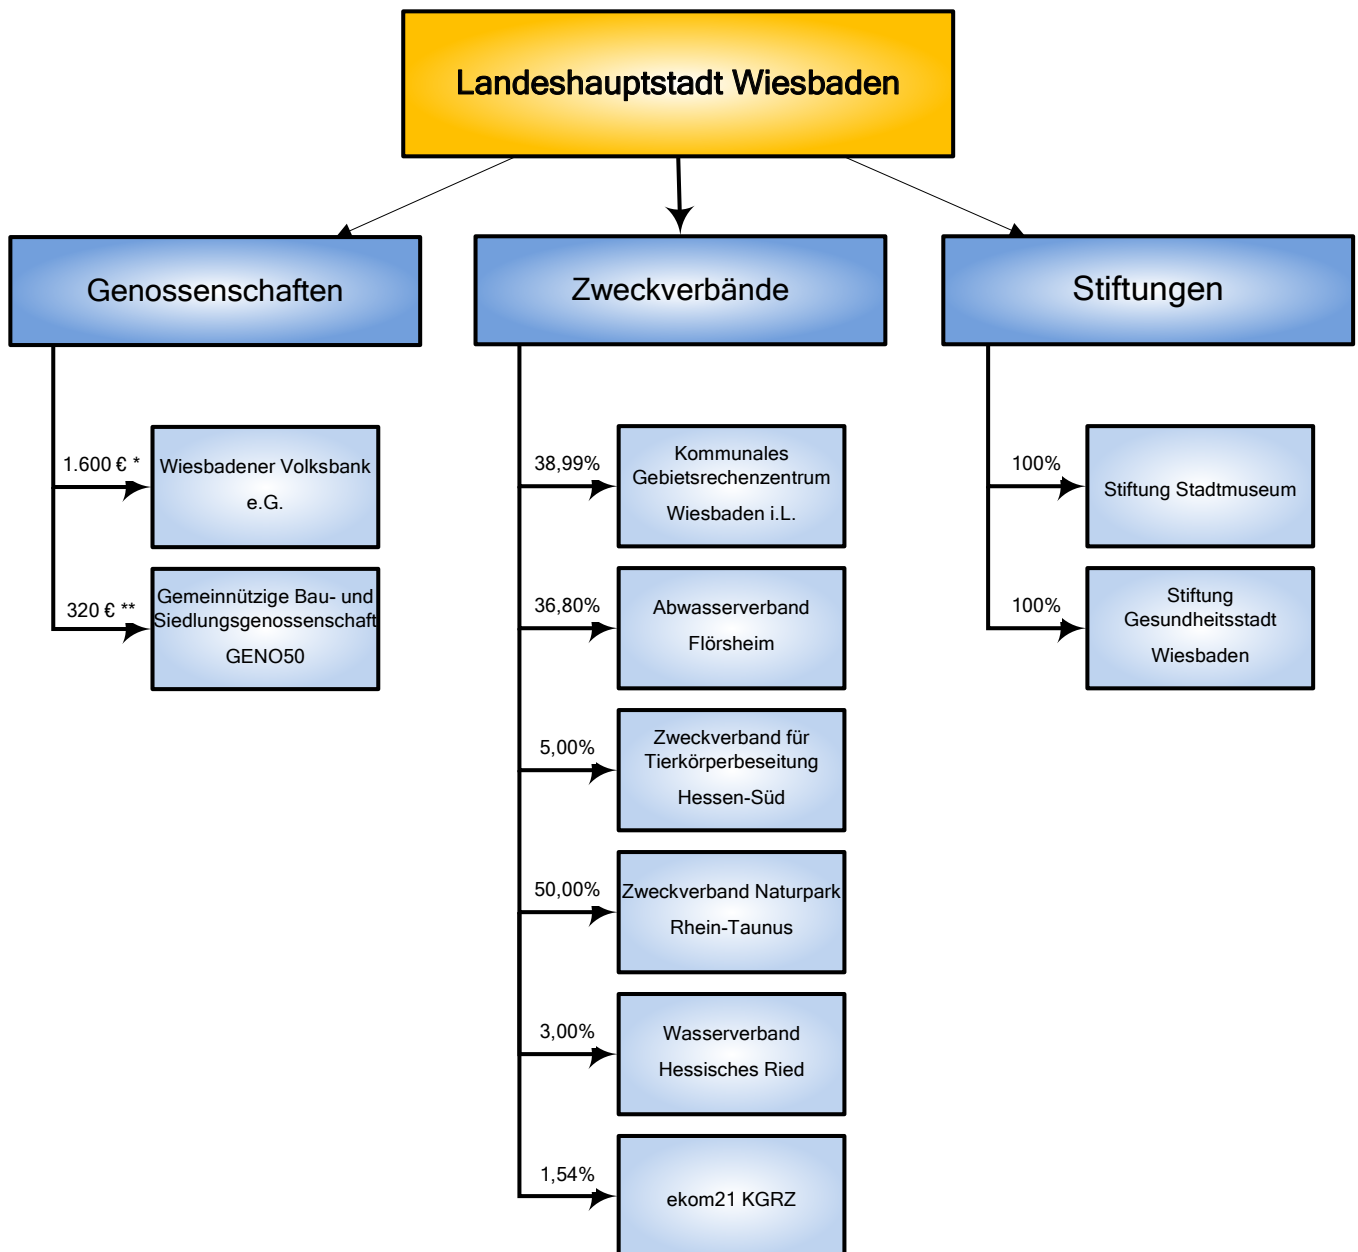 Landeshauptstadt Wiesbaden
Genossenschaften
1.600 € *
Wiesbadener Volksbank
e.G.
320 € **
Gemeinnützige Bau- und
Siedlungsgenossenschaft
GENO50
Zweckverbände
38,99%
Kommunales
Gebietsrechenzentrum
Wiesbaden i.L.
36,80%
Abwasserverband
Flörsheim
5,00%
Zweckverband für
Tierkörperbeseitung
Hessen-Süd
50,00%
Zweckverband Naturpark
Rhein-Taunus
3,00%
Wasserverband
Hessisches Ried
1,54%
ekom21 KGRZ
Stiftungen
100%
Stiftung Stadtmuseum
100%
Stiftung
Gesundheitsstadt
Wiesbaden